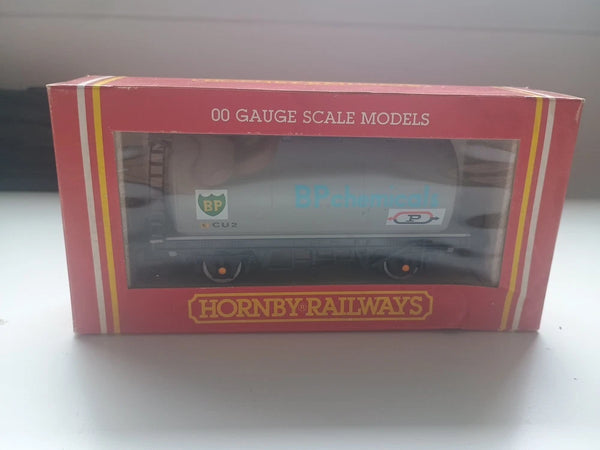 00 GAUGE SCALE MODELS
BP
BP chemicals
CU2
P
HORNBY® RAILWAYS